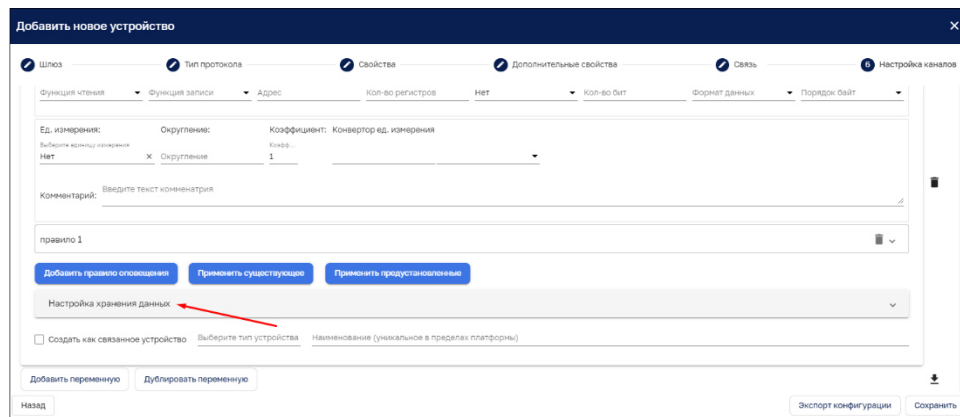 Добавить новое устройство
Шлюз Тип протокола Свойства Дополнительные свойства Связь 6 Настройка каналов
Функция чтения Функция записи Адрес Кол-во регистров Нет Кол-во бит Формат данных Порядок байт
Ед. измерения: Округление: Коэффициент: Конвертор ед. измерения
Выберите единицу измерения Коэфф...
Нет Округление 1
Комментарий: Введите текст комментрия
правило 1
Добавить правило оповещения Применить существующее Применить предустановленные
Настройка хранения данных
Создать как связанное устройство Выберите тип устройства Наименование (уникальное в пределах платформы)
Добавить переменную Дублировать переменную
Назад Экспорт конфигурации Сохранить